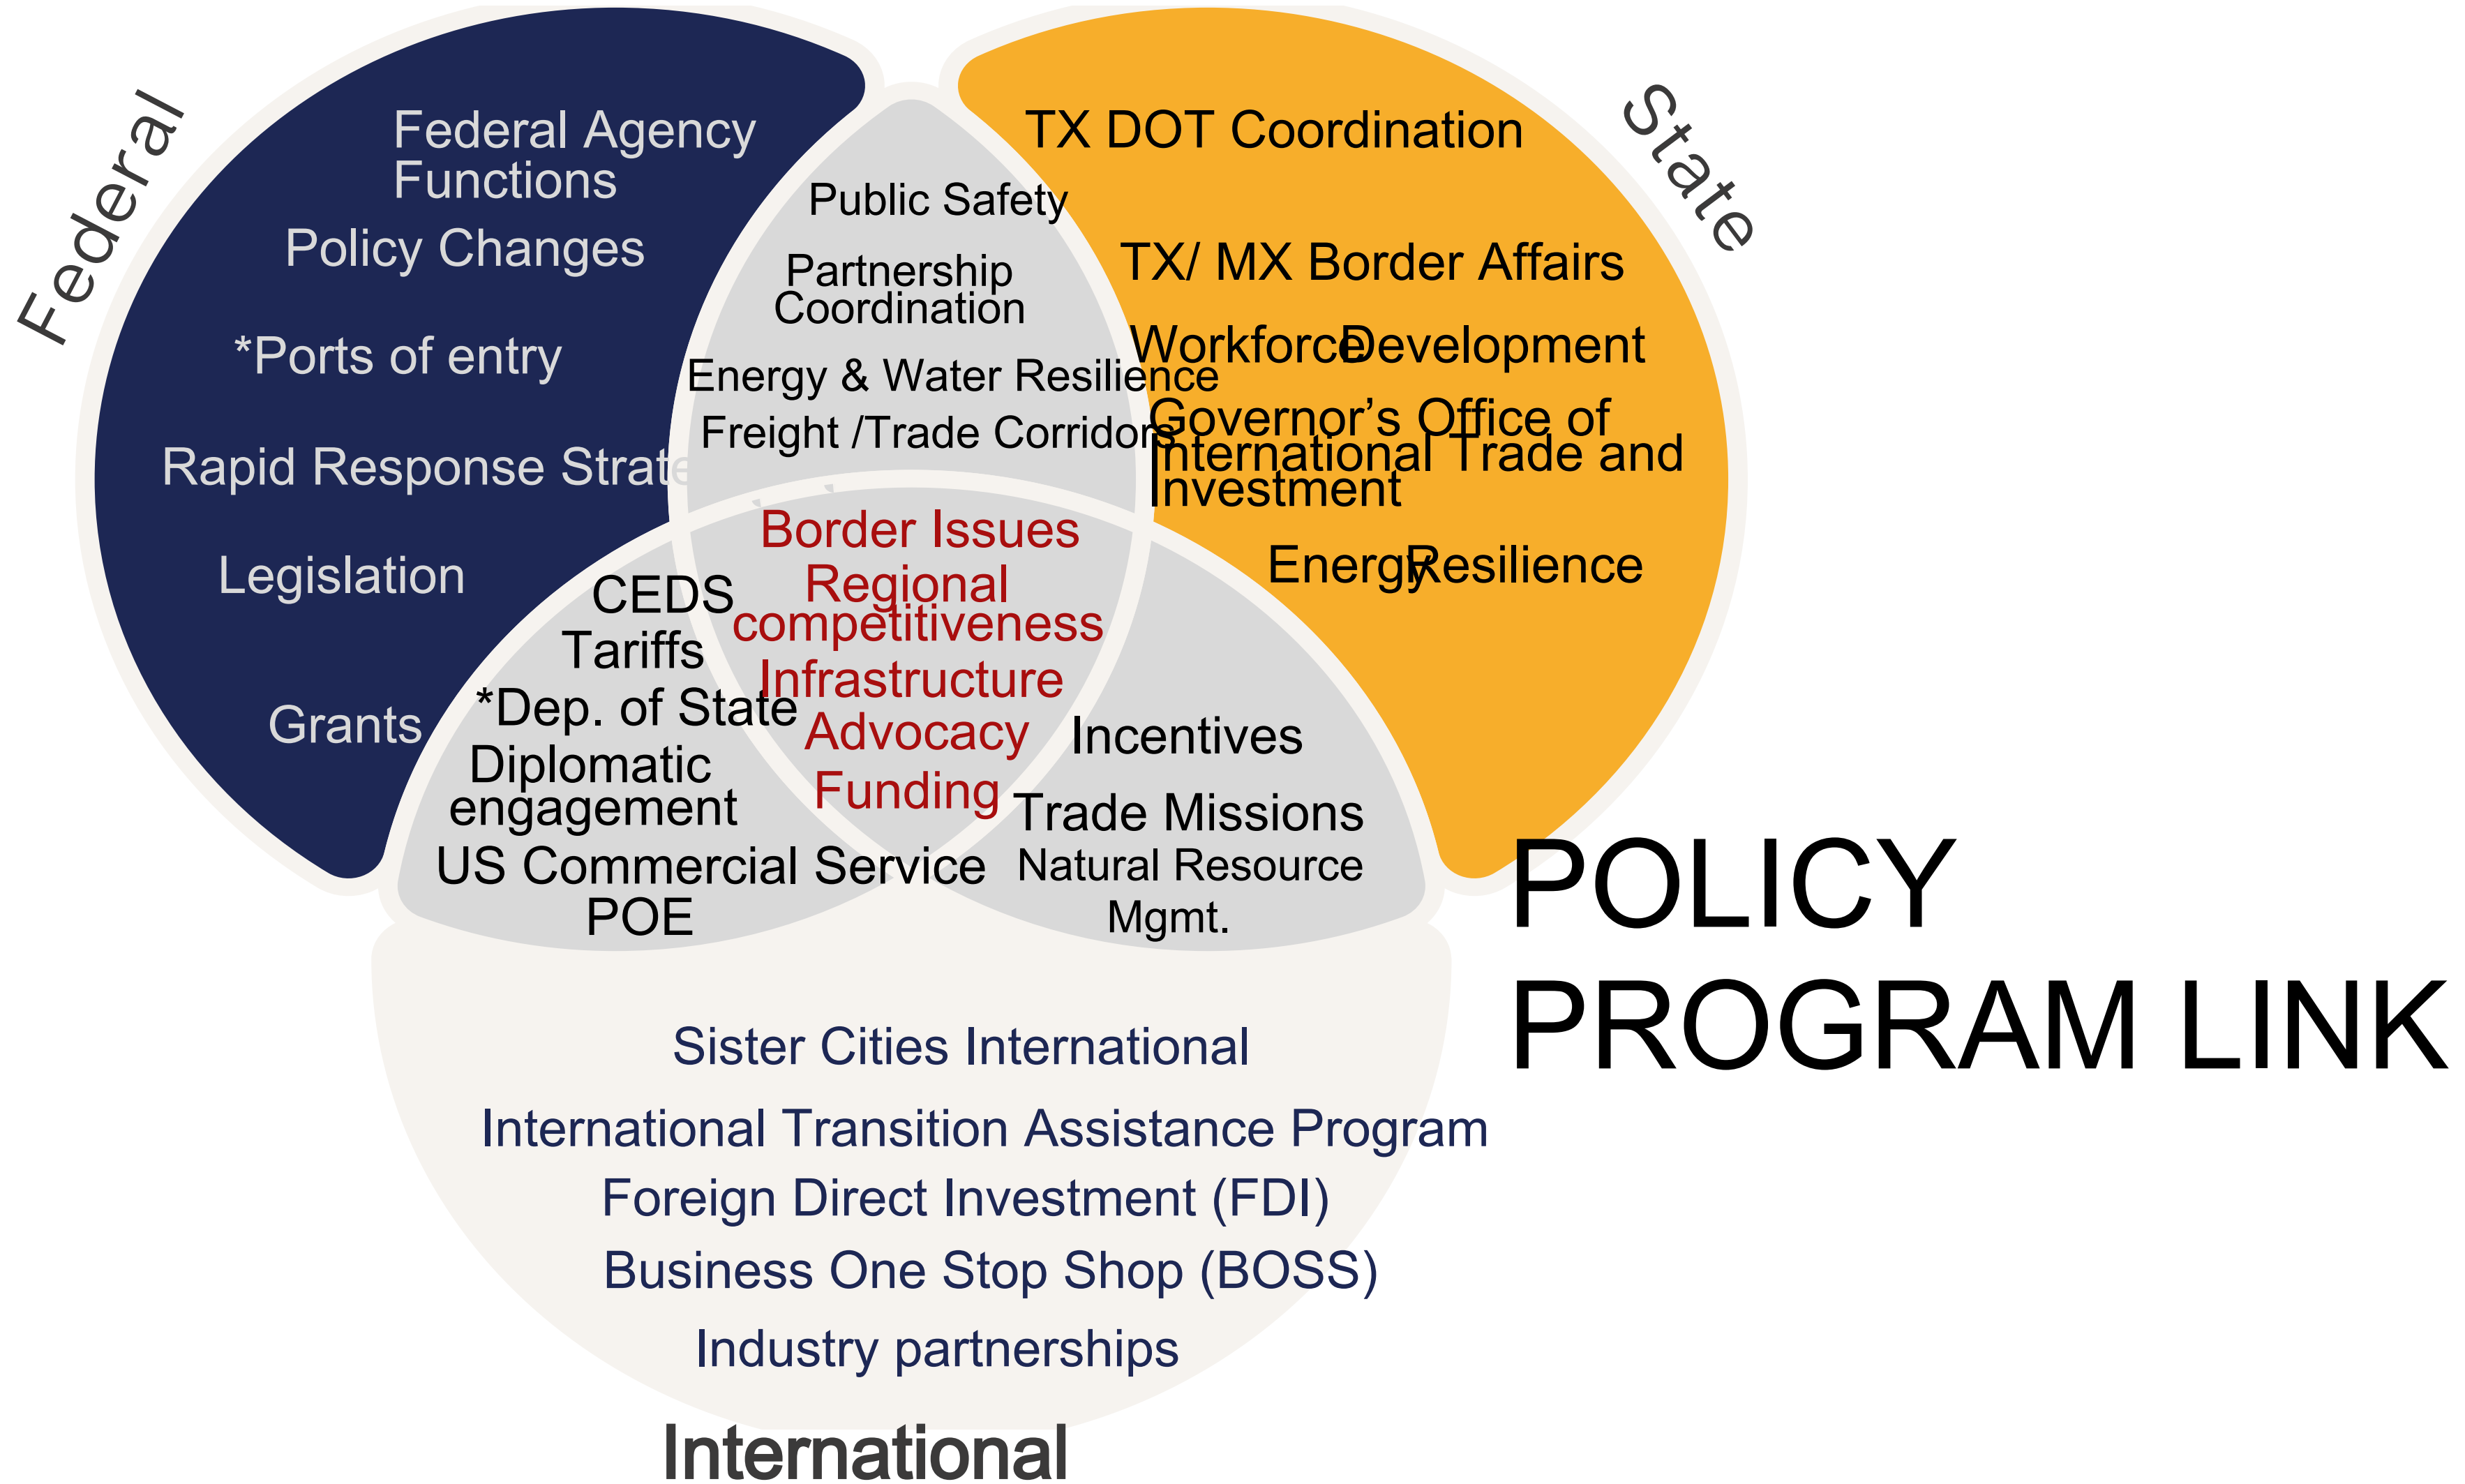 Federal
State
Federal Agency
Functions
Policy Changes
*Ports of entry
Rapid Response
Legislation
Grants
Public Safety
Partnership
Coordination
Energy & Water Resilience
Freight /Trade Corridors
TX DOT Coordination
TX/ MX Border Affairs
Workforce Development
Governor’s Office of
International Trade and
Investment
Energy Resilience
Border Issues
Regional
competitiveness
Infrastructure
Advocacy
Funding
CEDS
Tariffs
*Dep. of State
Diplomatic
engagement
US Commercial Service
POE
Incentives
Trade Missions
Natural Resource
Mgmt.
POLICY
PROGRAM LINK
Sister Cities International
International Transition Assistance Program
Foreign Direct Investment (FDI)
Business One Stop Shop (BOSS)
Industry partnerships
International